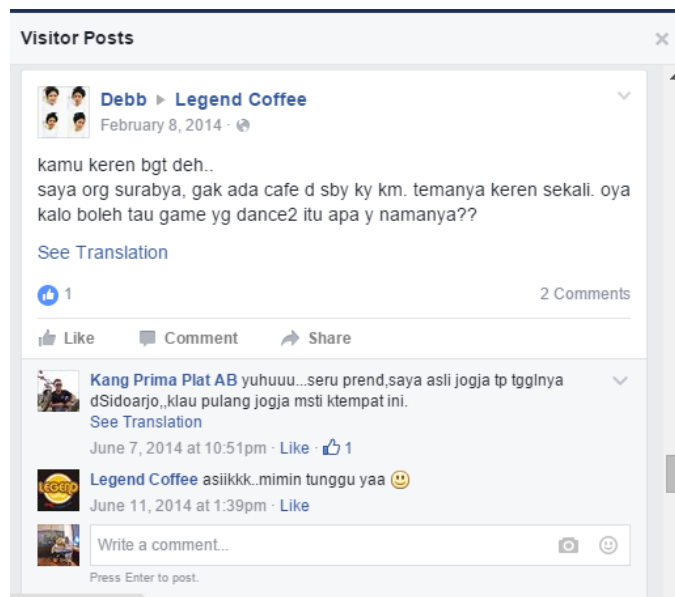 Visitor Posts
Debb ▸ Legend Coffee
February 8, 2014 ·
kamu keren bgt deh..
saya org surabya, gak ada cafe d sby ky km. temanya keren sekali. oya
kalo boleh tau game yg dance2 itu apa y namanya??
See Translation
1 2 Comments
Like Comment Share
Kang Prima Plat AB yuhuuu...seru prend,saya asli jogja tp tgglnya
dSidoarjo,,klau pulang jogja msti ktempat ini.
See Translation
June 7, 2014 at 10:51pm · Like · 1
Legend Coffee asiikkk..mimin tunggu yaa
June 11, 2014 at 1:39pm · Like
LEGEND
Write a comment...
Press Enter to post.